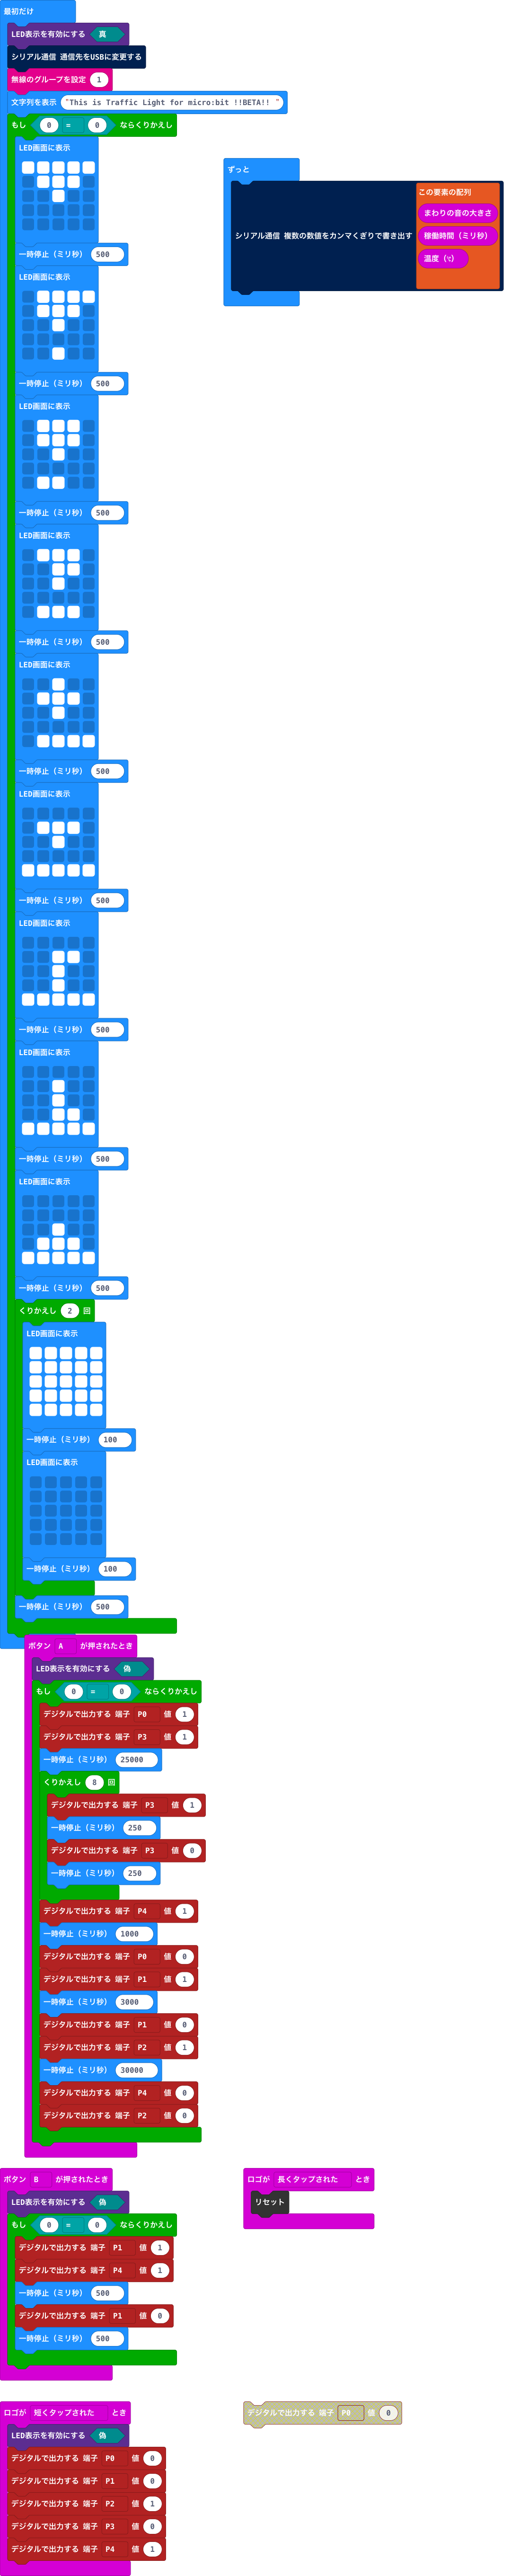 最初だけ
LED表示を有効にする 真
シリアル通信 通信先をUSBに変更する
無線のグループを設定 1
文字列を表示 "This is Traffic Light for micro:bit !!BETA!! "
もし 0 = 0 ならくりかえし
LED画面に表示
一時停止（ミリ秒） 500
LED画面に表示
一時停止（ミリ秒） 500
LED画面に表示
一時停止（ミリ秒） 500
LED画面に表示
一時停止（ミリ秒） 500
LED画面に表示
一時停止（ミリ秒） 500
LED画面に表示
一時停止（ミリ秒） 500
LED画面に表示
一時停止（ミリ秒） 500
LED画面に表示
一時停止（ミリ秒） 500
LED画面に表示
一時停止（ミリ秒） 500
くりかえし 2 回
LED画面に表示
一時停止（ミリ秒） 100
LED画面に表示
一時停止（ミリ秒） 100
一時停止（ミリ秒） 500
ずっと
シリアル通信 複数の数値をカンマくぎりで書き出す
この要素の配列
まわりの音の大きさ
稼働時間（ミリ秒）
温度（℃）
ボタン A が押されたとき
LED表示を有効にする 偽
もし 0 = 0 ならくりかえし
デジタルで出力する 端子 P0 値 1
デジタルで出力する 端子 P3 値 1
一時停止（ミリ秒） 25000
くりかえし 8 回
デジタルで出力する 端子 P3 値 1
一時停止（ミリ秒） 250
デジタルで出力する 端子 P3 値 0
一時停止（ミリ秒） 250
デジタルで出力する 端子 P4 値 1
一時停止（ミリ秒） 1000
デジタルで出力する 端子 P0 値 0
デジタルで出力する 端子 P1 値 1
一時停止（ミリ秒） 3000
デジタルで出力する 端子 P1 値 0
デジタルで出力する 端子 P2 値 1
一時停止（ミリ秒） 30000
デジタルで出力する 端子 P4 値 0
デジタルで出力する 端子 P2 値 0
ボタン B が押されたとき
LED表示を有効にする 偽
もし 0 = 0 ならくりかえし
デジタルで出力する 端子 P1 値 1
デジタルで出力する 端子 P4 値 1
一時停止（ミリ秒） 500
デジタルで出力する 端子 P1 値 0
一時停止（ミリ秒） 500
ロゴが 長くタップされた とき
リセット
ロゴが 短くタップされた とき
LED表示を有効にする 偽
デジタルで出力する 端子 P0 値 0
デジタルで出力する 端子 P1 値 0
デジタルで出力する 端子 P2 値 1
デジタルで出力する 端子 P3 値 0
デジタルで出力する 端子 P4 値 1
デジタルで出力する 端子 P0 値 0